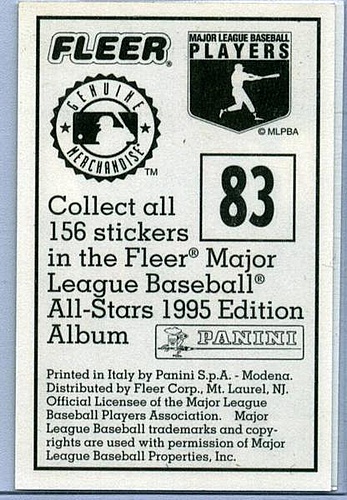 FLEER®
MAJOR LEAGUE BASEBALL
PLAYERS
© MLPBA
GENUINE
MERCHANDISE
TM
83
Collect all
156 stickers
in the Fleer® Major
League Baseball®
All-Stars 1995 Edition
Album
PANINI
Printed in Italy by Panini S.p.A. - Modena.
Distributed by Fleer Corp., Mt. Laurel, NJ.
Official Licensee of the Major League
Baseball Players Association. Major
League Baseball trademarks and copy-
rights are used with permission of Major
League Baseball Properties, Inc.